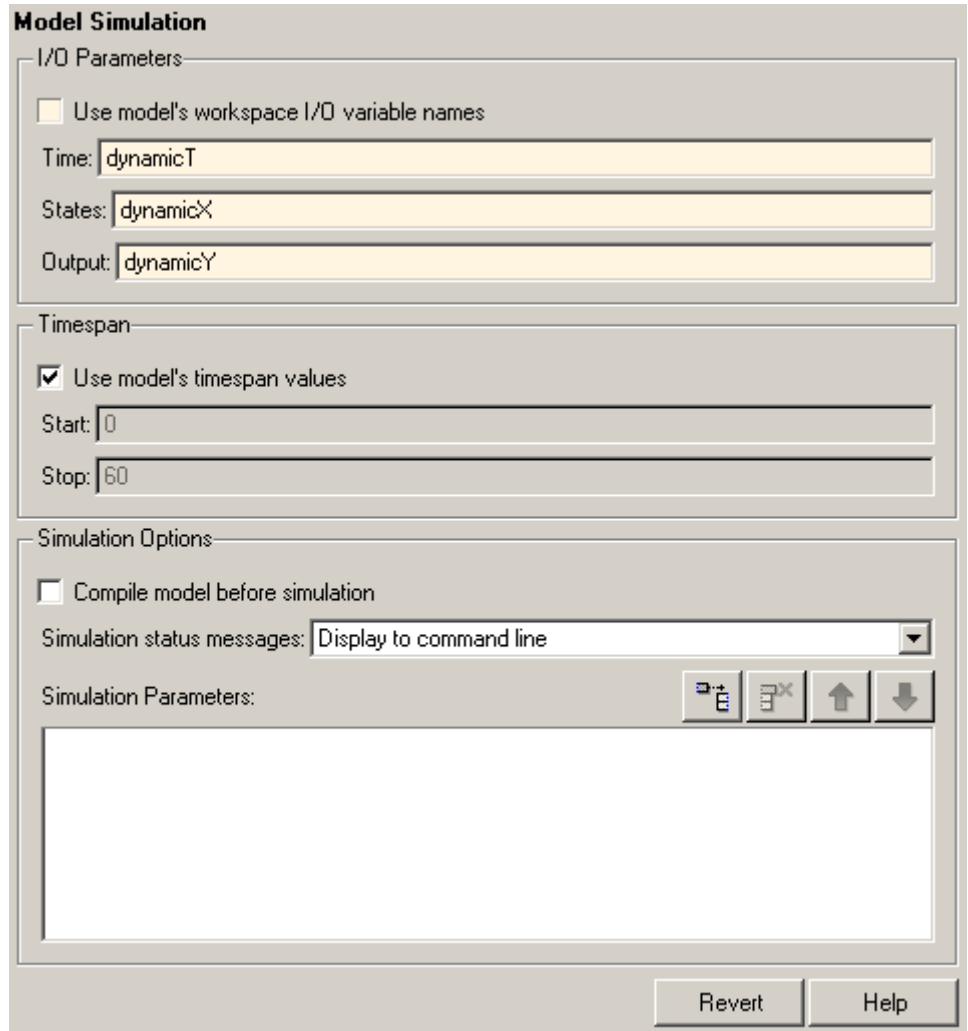 Model Simulation
I/O Parameters
Use model's workspace I/O variable names
Time: dynamicT
States: dynamicX
Output: dynamicY
Timespan
Use model's timespan values
Start: 0
Stop: 60
Simulation Options
Compile model before simulation
Simulation status messages: Display to command line
Simulation Parameters:
Revert Help